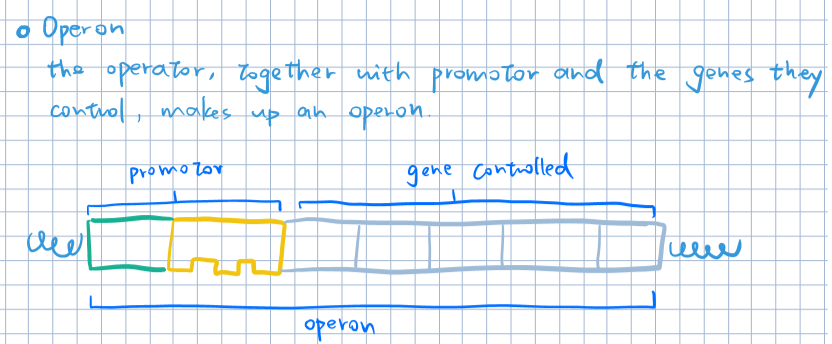 Operon
the operator, together with promotor and the genes they
control, makes up an operon.
promotor
gene controlled
operon